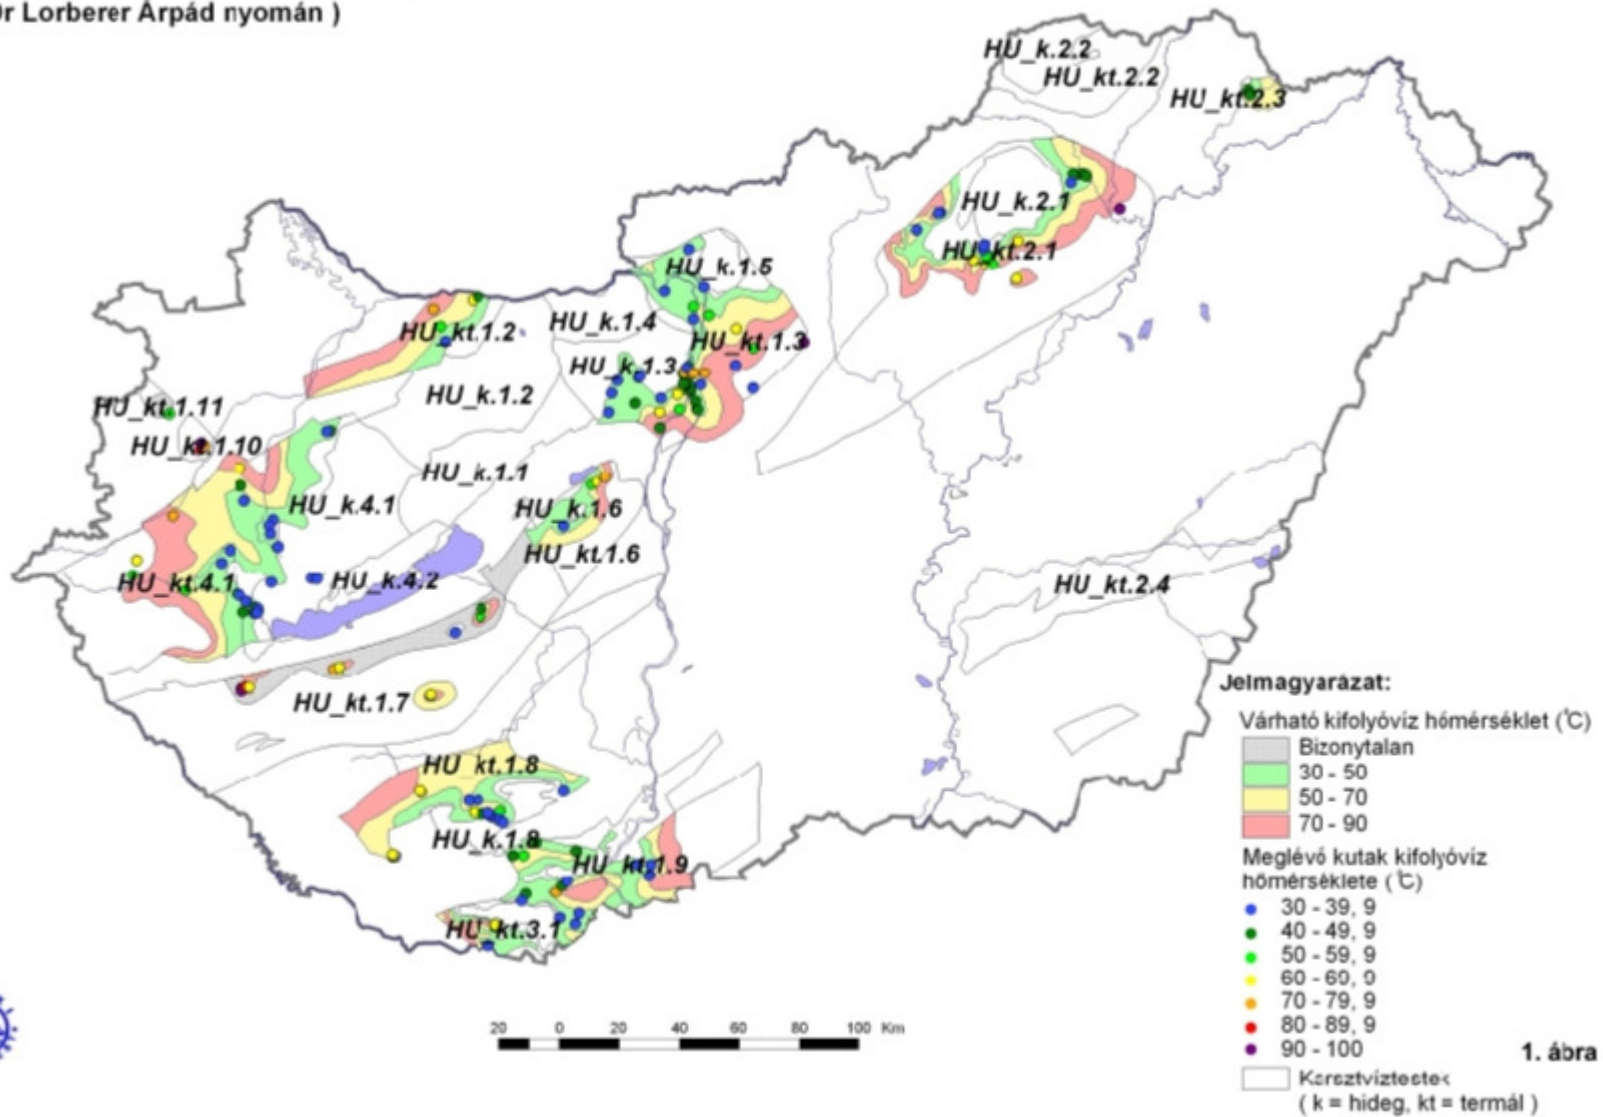 r Lorberer Árpád nyomán )
HU_k.2.2
HU_kt.2.2
HU_kt.2.3
HU_k.2.1
HU_kt.2.1
HU_k.1.5
HU_kt.1.2
HU_k.1.4
HU_kt.1.3
HU_k.1.3
HU_k.1.2
HU_kt.1.11
HU_kt.1.10
HU_k.1.1
HU_k.4.1
HU_k.1.6
HU_kt.1.6
HU_kt.4.1
HU_k.4.2
HU_kt.2.4
HU_kt.1.7
HU_kt.1.8
HU_k.1.8
HU_kt.1.9
HU_kt.3.1
Jelmagyarázat:
Várható kifolyóvíz hőmérséklet (℃)
Bizonytalan
30 - 50
50 - 70
70 - 90
Meglévő kutak kifolyóvíz
hőmérséklete (℃)
30 - 39, 9
40 - 49, 9
50 - 59, 9
60 - 69, 9
70 - 79, 9
80 - 89, 9
90 - 100
Karsztvíztestek
( k = hideg, kt = termál )
20 0 20 40 60 80 100 Km
1. ábra